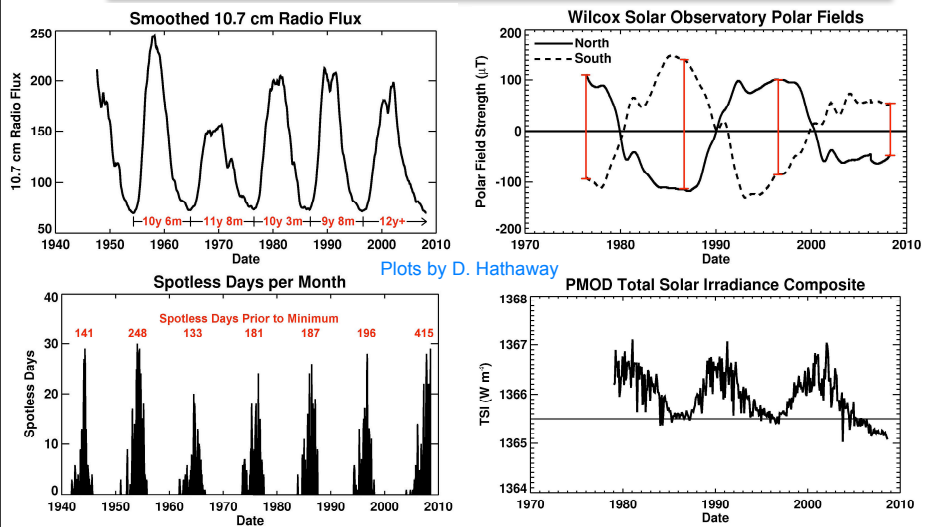 Smoothed 10.7 cm Radio Flux
250
200
150
100
50
10.7 cm Radio Flux
10y 6m
11y 8m
10y 3m
9y 8m
12y+
1940 1950 1960 1970 1980 1990 2000 2010
Date
Wilcox Solar Observatory Polar Fields
200
100
0
-100
-200
Polar Field Strength (μT)
North
South
1970 1980 1990 2000 2010
Date
Plots by D. Hathaway
Spotless Days per Month
40
30
20
10
0
Spotless Days
Spotless Days Prior to Minimum
141 248 133 181 187 196 415
1940 1950 1960 1970 1980 1990 2000 2010
Date
PMOD Total Solar Irradiance Composite
1368
1367
1366
1365
1364
TSI (W m²)
1970 1980 1990 2000 2010
Date